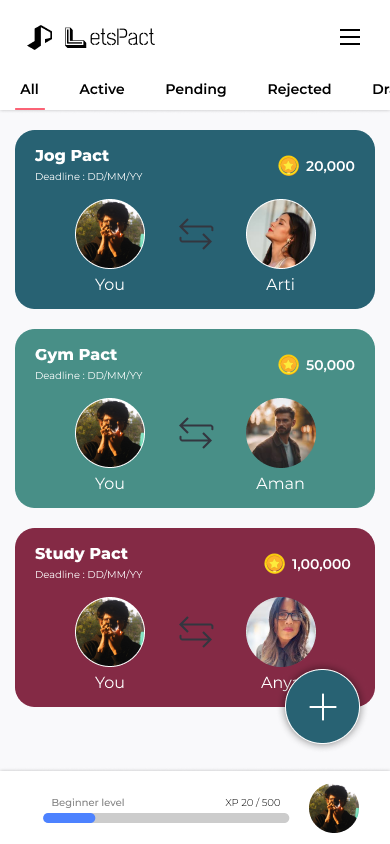 LetsPact
All Active Pending Rejected
Jog Pact
20,000
Deadline : DD/MM/YY
You Arti
Gym Pact
50,000
Deadline : DD/MM/YY
You Aman
Study Pact
1,00,000
Deadline : DD/MM/YY
You
Beginner level XP 20 / 500